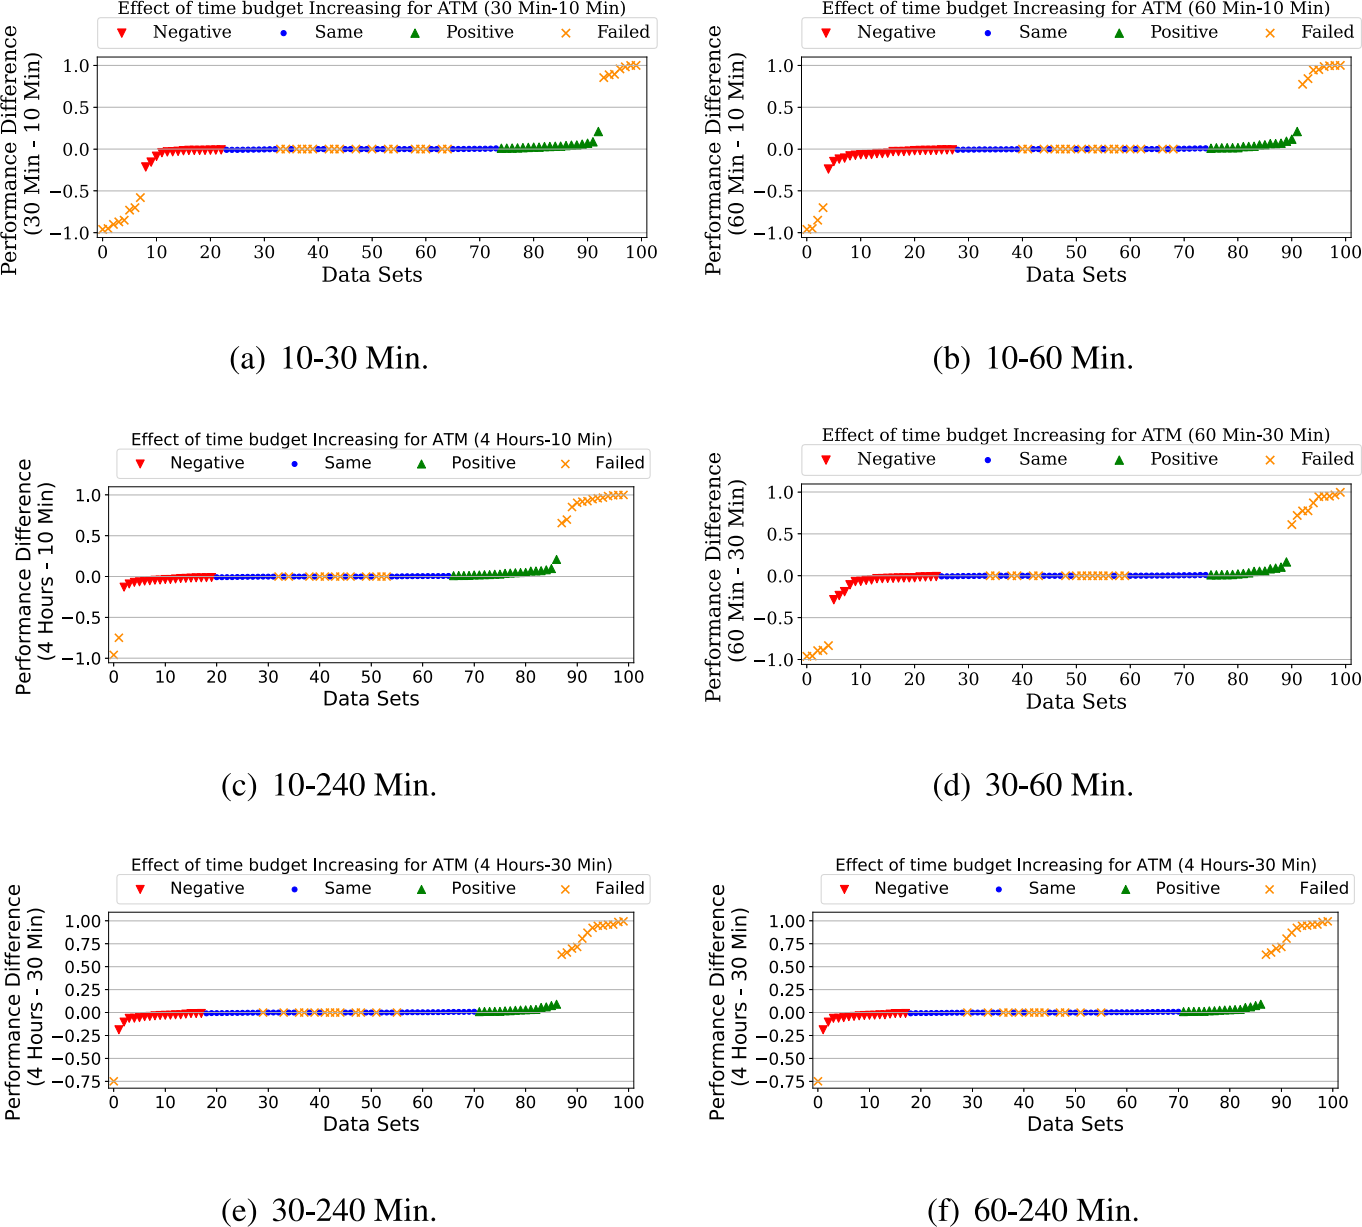 Effect of time budget Increasing for ATM (30 Min-10 Min)
Negative Same Positive Failed
Performance Difference
(30 Min - 10 Min)
1.0
0.5
0.0
−0.5
−1.0
0 10 20 30 40 50 60 70 80 90 100
Data Sets
(a) 10-30 Min.
Effect of time budget Increasing for ATM (60 Min-10 Min)
Negative Same Positive Failed
Performance Difference
(60 Min - 10 Min)
1.0
0.5
0.0
−0.5
−1.0
0 10 20 30 40 50 60 70 80 90 100
Data Sets
(b) 10-60 Min.
Effect of time budget Increasing for ATM (4 Hours-10 Min)
Negative Same Positive Failed
Performance Difference
(4 Hours - 10 Min)
1.0
0.5
0.0
−0.5
−1.0
0 10 20 30 40 50 60 70 80 90 100
Data Sets
(c) 10-240 Min.
Effect of time budget Increasing for ATM (60 Min-30 Min)
Negative Same Positive Failed
Performance Difference
(60 Min - 30 Min)
1.0
0.5
0.0
−0.5
−1.0
0 10 20 30 40 50 60 70 80 90 100
Data Sets
(d) 30-60 Min.
Effect of time budget Increasing for ATM (4 Hours-30 Min)
Negative Same Positive Failed
Performance Difference
(4 Hours - 30 Min)
1.00
0.75
0.50
0.25
0.00
−0.25
−0.50
−0.75
0 10 20 30 40 50 60 70 80 90 100
Data Sets
(e) 30-240 Min.
Effect of time budget Increasing for ATM (4 Hours-30 Min)
Negative Same Positive Failed
Performance Difference
(4 Hours - 30 Min)
1.00
0.75
0.50
0.25
0.00
−0.25
−0.50
−0.75
0 10 20 30 40 50 60 70 80 90 100
Data Sets
(f) 60-240 Min.